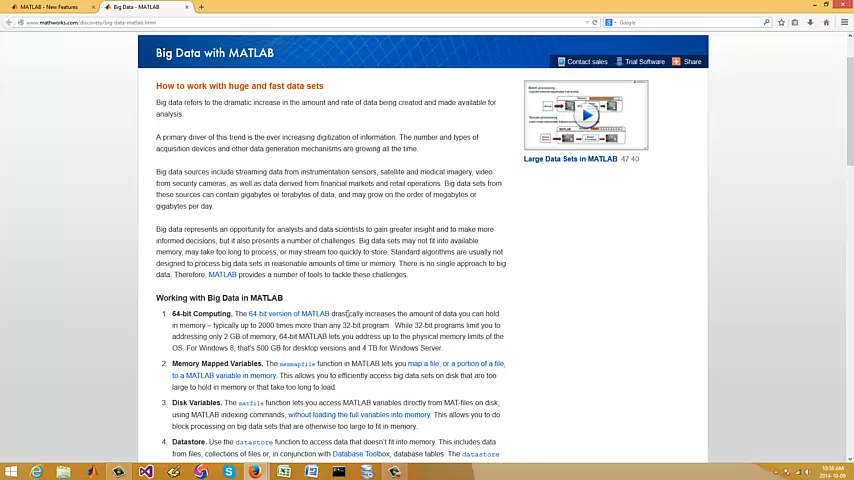 MATLAB - New Features
Big Data - MATLAB
www.mathworks.com/discovery/big-data-matlab.html
Google
Big Data with MATLAB
Contact sales
Trial Software
Share
How to work with huge and fast data sets
Big data refers to the dramatic increase in the amount and rate of data being created and made available for
analysis.
A primary driver of this trend is the ever increasing digitization of information. The number and types of
acquisition devices and other data generation mechanisms are growing all the time.
Big data sources include streaming data from instrumentation sensors, satellite and medical imagery, video
from security cameras, as well as data derived from financial markets and retail operations. Big data sets from
these sources can contain gigabytes or terabytes of data, and may grow on the order of megabytes or
gigabytes per day.
Big data represents an opportunity for analysts and data scientists to gain greater insight and to make more
informed decisions, but it also presents a number of challenges. Big data sets may not fit into available
memory, may take too long to process, or may stream too quickly to store. Standard algorithms are usually not
designed to process big data sets in reasonable amounts of time or memory. There is no single approach to big
data. Therefore, MATLAB provides a number of tools to tackle these challenges.
Working with Big Data in MATLAB
1. 64-bit Computing. The 64-bit version of MATLAB drastically increases the amount of data you can hold
in memory – typically up to 2000 times more than any 32-bit program. While 32-bit programs limit you to
addressing only 2 GB of memory, 64-bit MATLAB lets you address up to the physical memory limits of the
OS. For Windows 8, that's 500 GB for desktop versions and 4 TB for Windows Server.
2. Memory Mapped Variables. The memmapfile function in MATLAB lets you map a file, or a portion of a file,
to a MATLAB variable in memory. This allows you to efficiently access big data sets on disk that are too
large to hold in memory or that take too long to load.
3. Disk Variables. The matfile function lets you access MATLAB variables directly from MAT-files on disk,
using MATLAB indexing commands, without loading the full variables into memory. This allows you to do
block processing on big data sets that are otherwise too large to fit in memory.
4. Datastore. Use the datastore function to access data that doesn't fit into memory. This includes data
from files, collections of files or, in conjunction with Database Toolbox, database tables. The datastore
Large Data Sets in MATLAB 47:40
2014-10-09